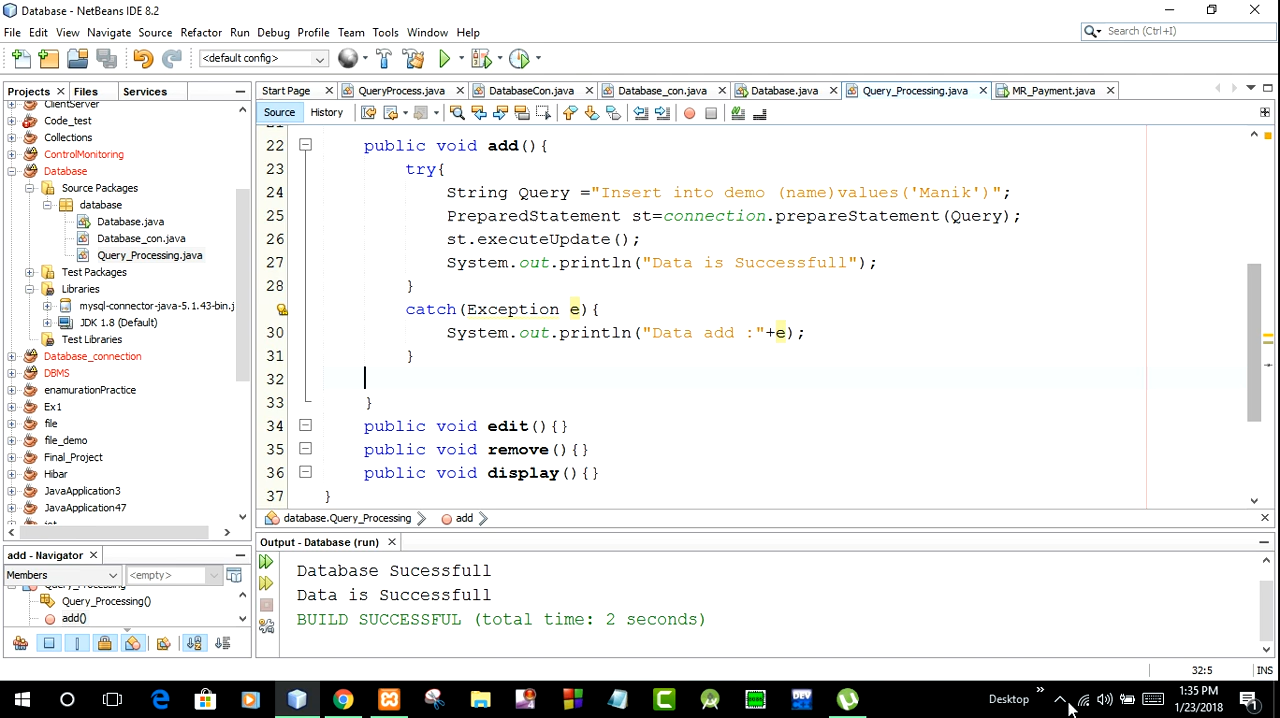 Database - NetBeans IDE 8.2
File Edit View Navigate Source Refactor Run Debug Profile Team Tools Window Help
Search (Ctrl+I)
<default config>
Projects Files Services
Start Page QueryProcess.java DatabaseCon.java Database_con.java Database.java Query_Processing.java MR_Payment.java
Source History
ClientServer
Code_test
Collections
ControlMonitoring
Database
Source Packages
database
Database.java
Database_con.java
Query_Processing.java
Test Packages
Libraries
mysql-connector-java-5.1.43-bin.j
JDK 1.8 (Default)
Test Libraries
Database_connection
DBMS
enamurationPractice
Ex1
file
file_demo
Final_Project
Hibar
JavaApplication3
JavaApplication47
22 public void add(){
23 try{
24 String Query ="Insert into demo (name)values('Manik')";
25 PreparedStatement st=connection.prepareStatement(Query);
26 st.executeUpdate();
27 System.out.println("Data is Successfull");
28 }
catch(Exception e){
30 System.out.println("Data add :"+e);
31 }
32
33 }
34 public void edit(){}
35 public void remove(){}
36 public void display(){}
37 }
database.Query_Processing add
add - Navigator
Members <empty>
Query_Processing
Query_Processing()
add()
Output - Database (run)
Database Sucessfull
Data is Successfull
BUILD SUCCESSFUL (total time: 2 seconds)
32:5 INS
Desktop
1:35 PM
1/23/2018
1